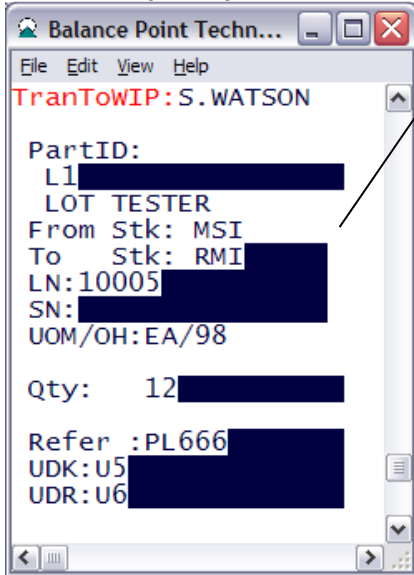 Balance Point Techn...
File Edit View Help
TranToWIP:S.WATSON
PartID:
L1
LOT TESTER
From Stk: MSI
To Stk: RMI
LN:10005
SN:
UOM/OH:EA/98
Qty: 12
Refer :PL666
UDK:U5
UDR:U6